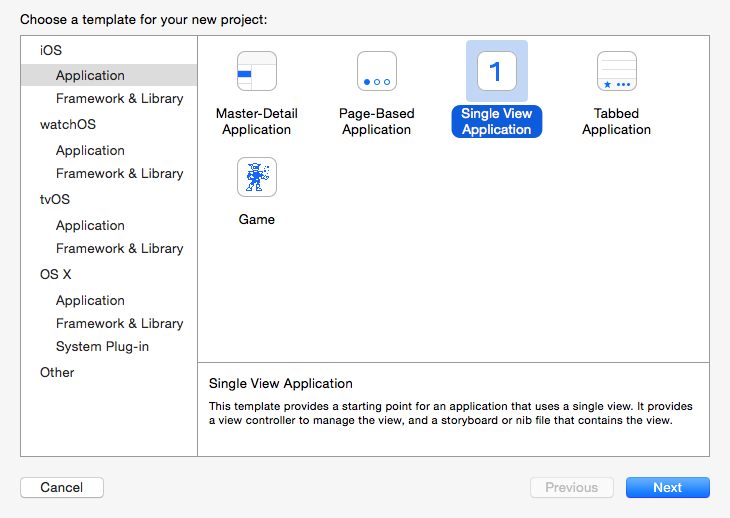 Choose a template for your new project:
iOS
Application
Framework & Library
watchOS
Application
Framework & Library
tvOS
Application
Framework & Library
OS X
Application
Framework & Library
System Plug-in
Other
Master-Detail
Application
Page-Based
Application
1
Single View
Application
Tabbed
Application
Game
Single View Application
This template provides a starting point for an application that uses a single view. It provides
a view controller to manage the view, and a storyboard or nib file that contains the view.
Cancel
Previous
Next